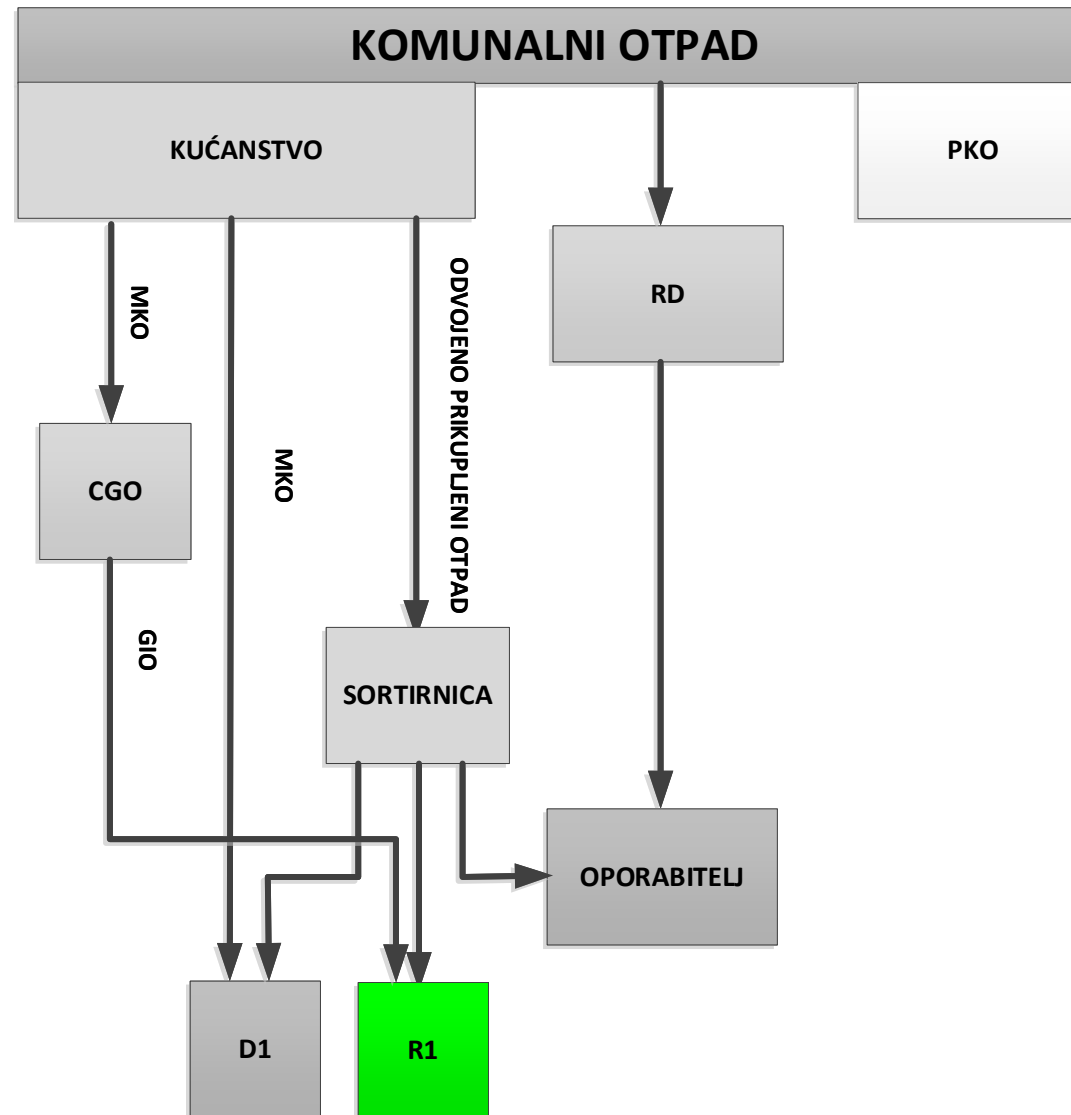 KOMUNALNI OTPAD
KUĆANSTVO
PKO
RD
MKO
ODVOJENO PRIKUPLJENI OTPAD
CGO
MKO
GIO
SORTIRNICA
OPORABITELJ
D1
R1